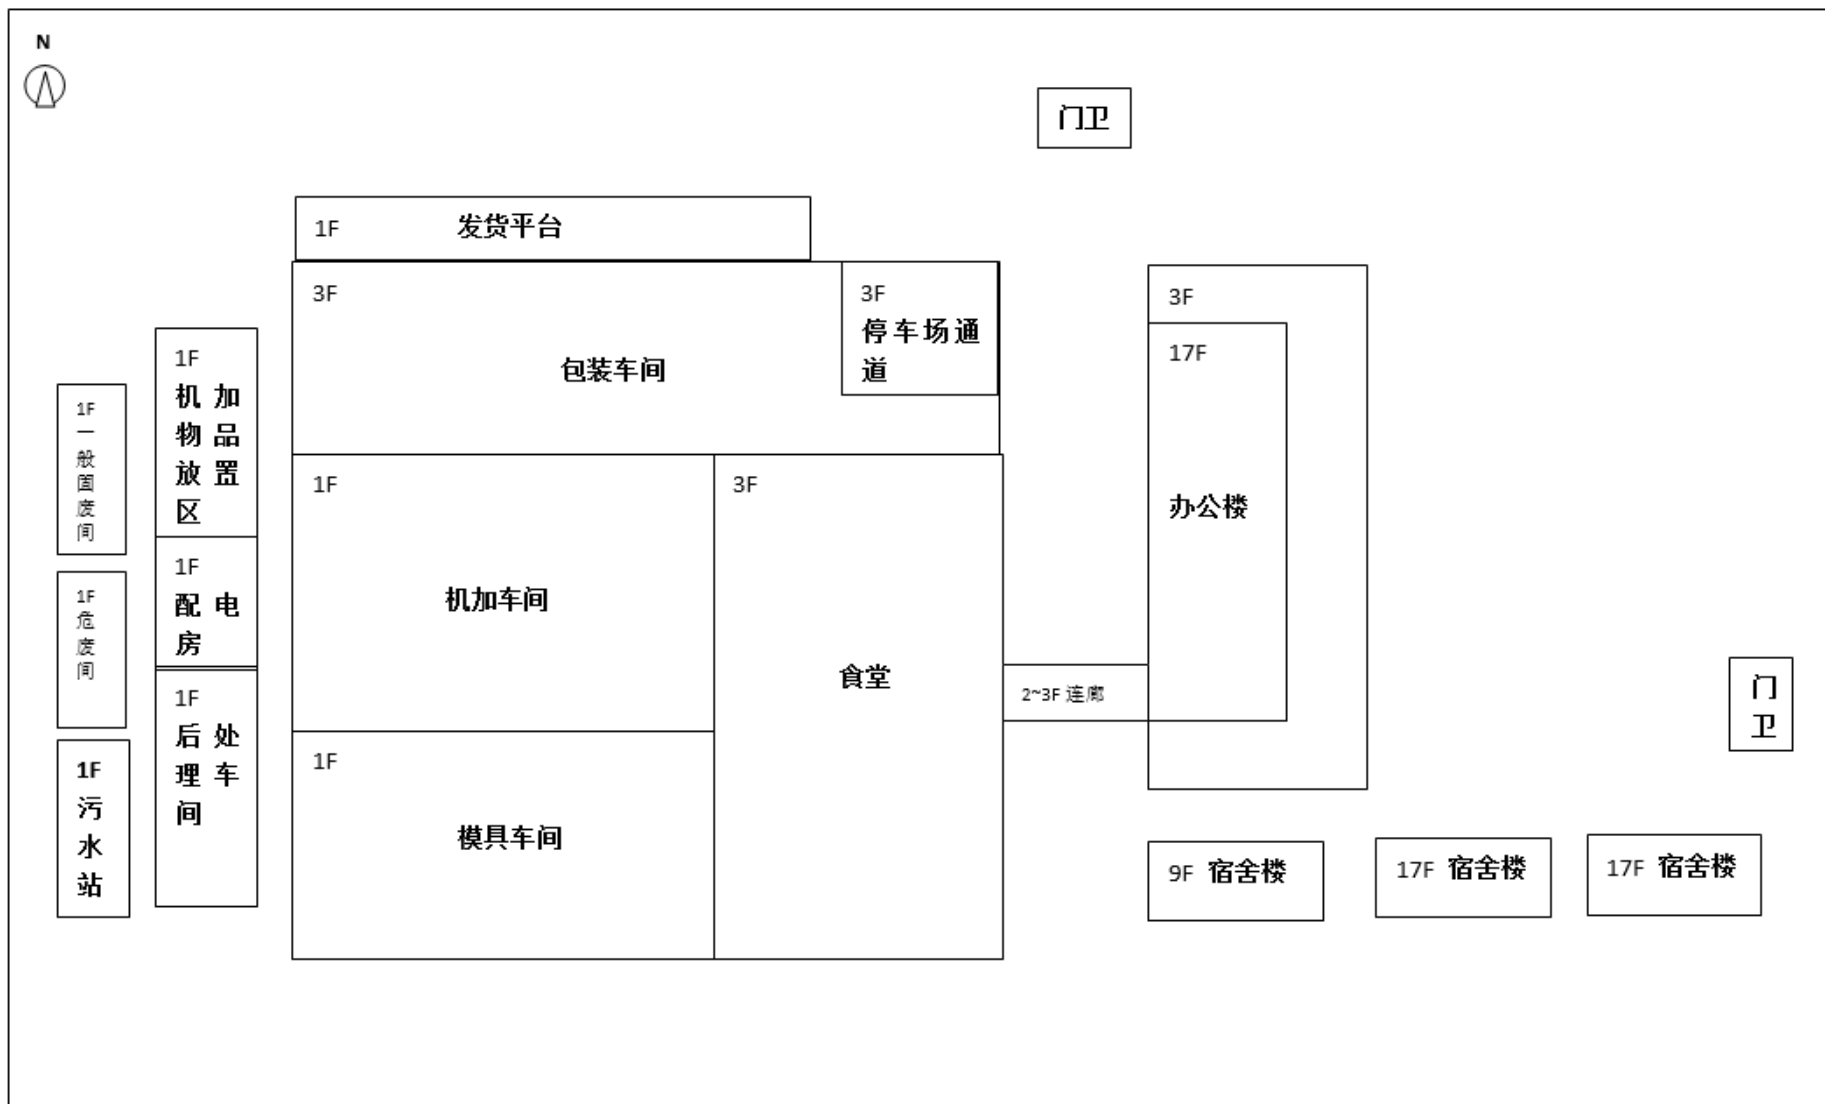 N
门卫
1F 发货平台
3F
包装车间
3F
停车场通
道
3F
17F
办公楼
1F
机加
物品
放置
区
1F
一
般
固
废
间
1F
配电
房
1F
危
废
间
1F
机加车间
3F
食堂
2~3F 连廊
门
卫
1F
后处
理车
间
1F
污
水
站
1F
模具车间
9F 宿舍楼
17F 宿舍楼
17F 宿舍楼